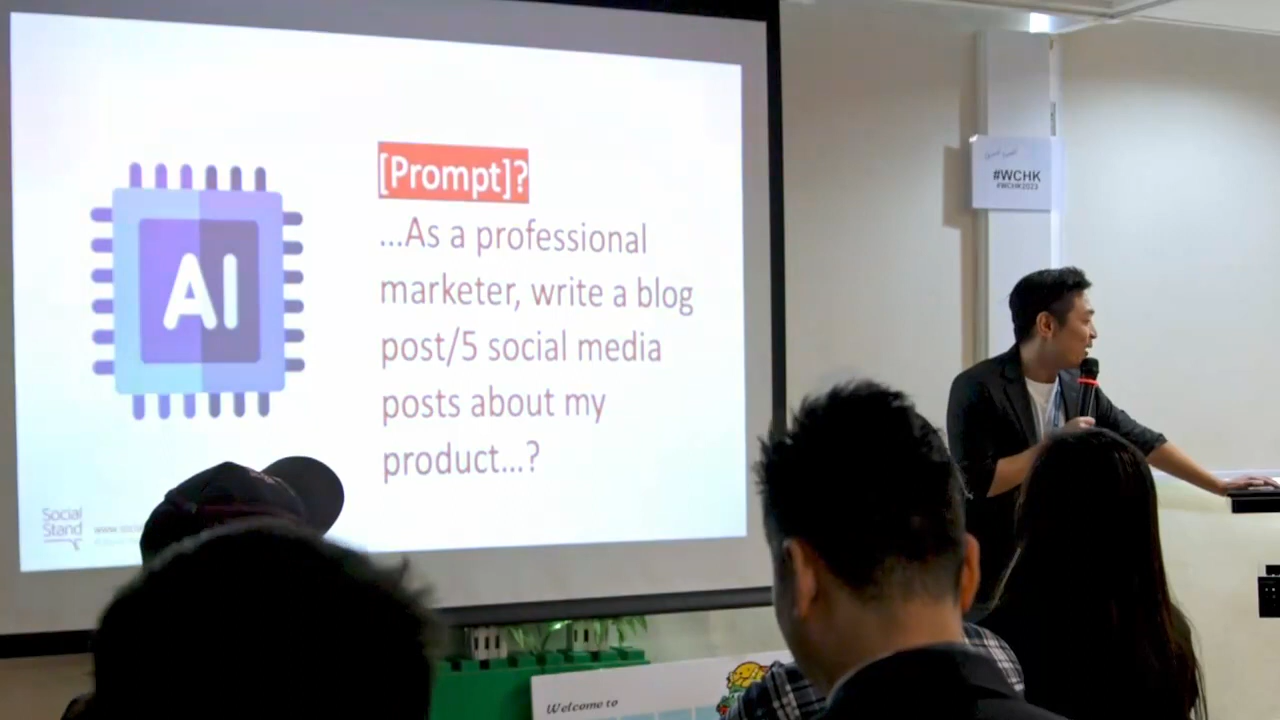 AI
[Prompt]?
...As a professional
marketer, write a blog
post/5 social media
posts about my
product...?
Social
Stand
#WCHK
#WCHK2023
Welcome to